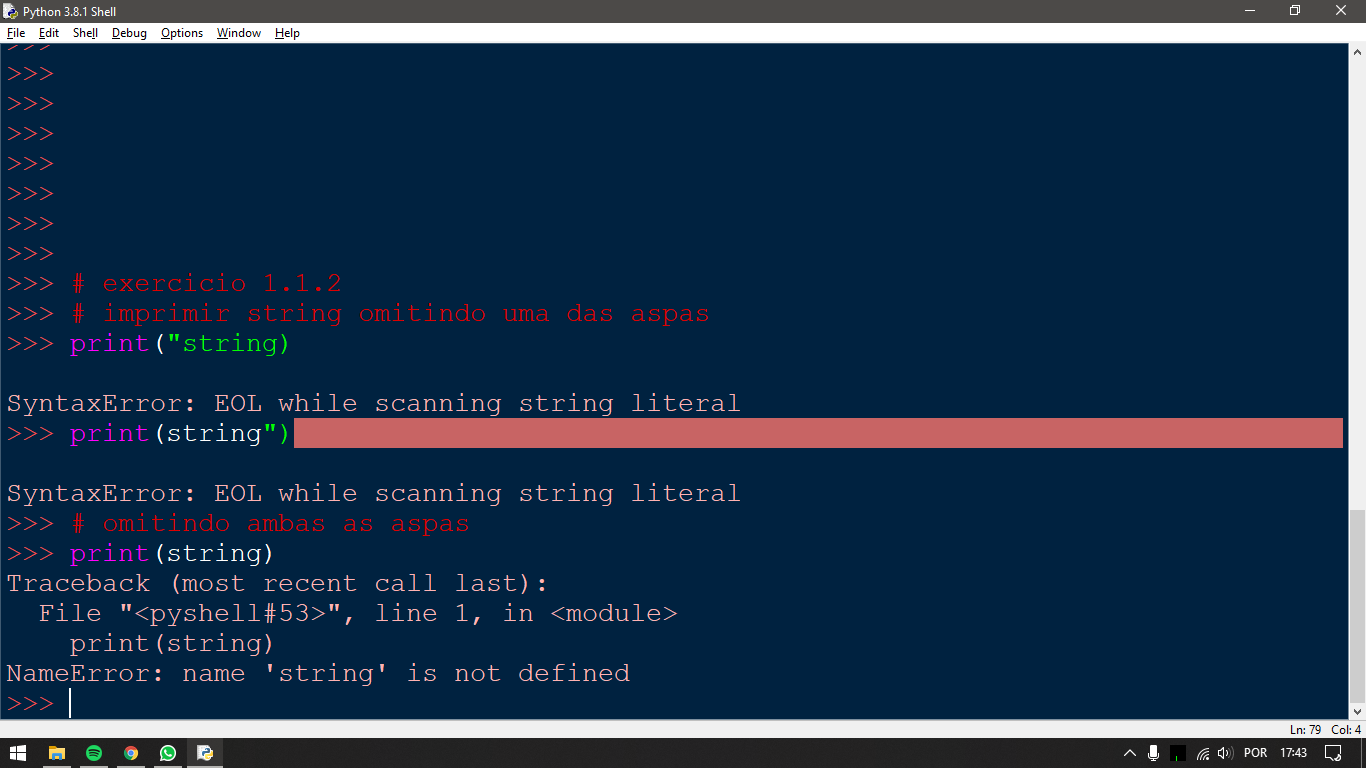 Python 3.8.1 Shell
File Edit Shell Debug Options Window Help
>>>
>>>
>>>
>>>
>>>
>>>
>>>
>>>
>>> # exercicio 1.1.2
>>> # imprimir string omitindo uma das aspas
>>> print("string)
SyntaxError: EOL while scanning string literal
>>> print(string")
SyntaxError: EOL while scanning string literal
>>> # omitindo ambas as aspas
>>> print(string)
Traceback (most recent call last):
  File "<pyshell#53>", line 1, in <module>
    print(string)
NameError: name 'string' is not defined
>>>
Ln: 79 Col: 4
POR 17:43